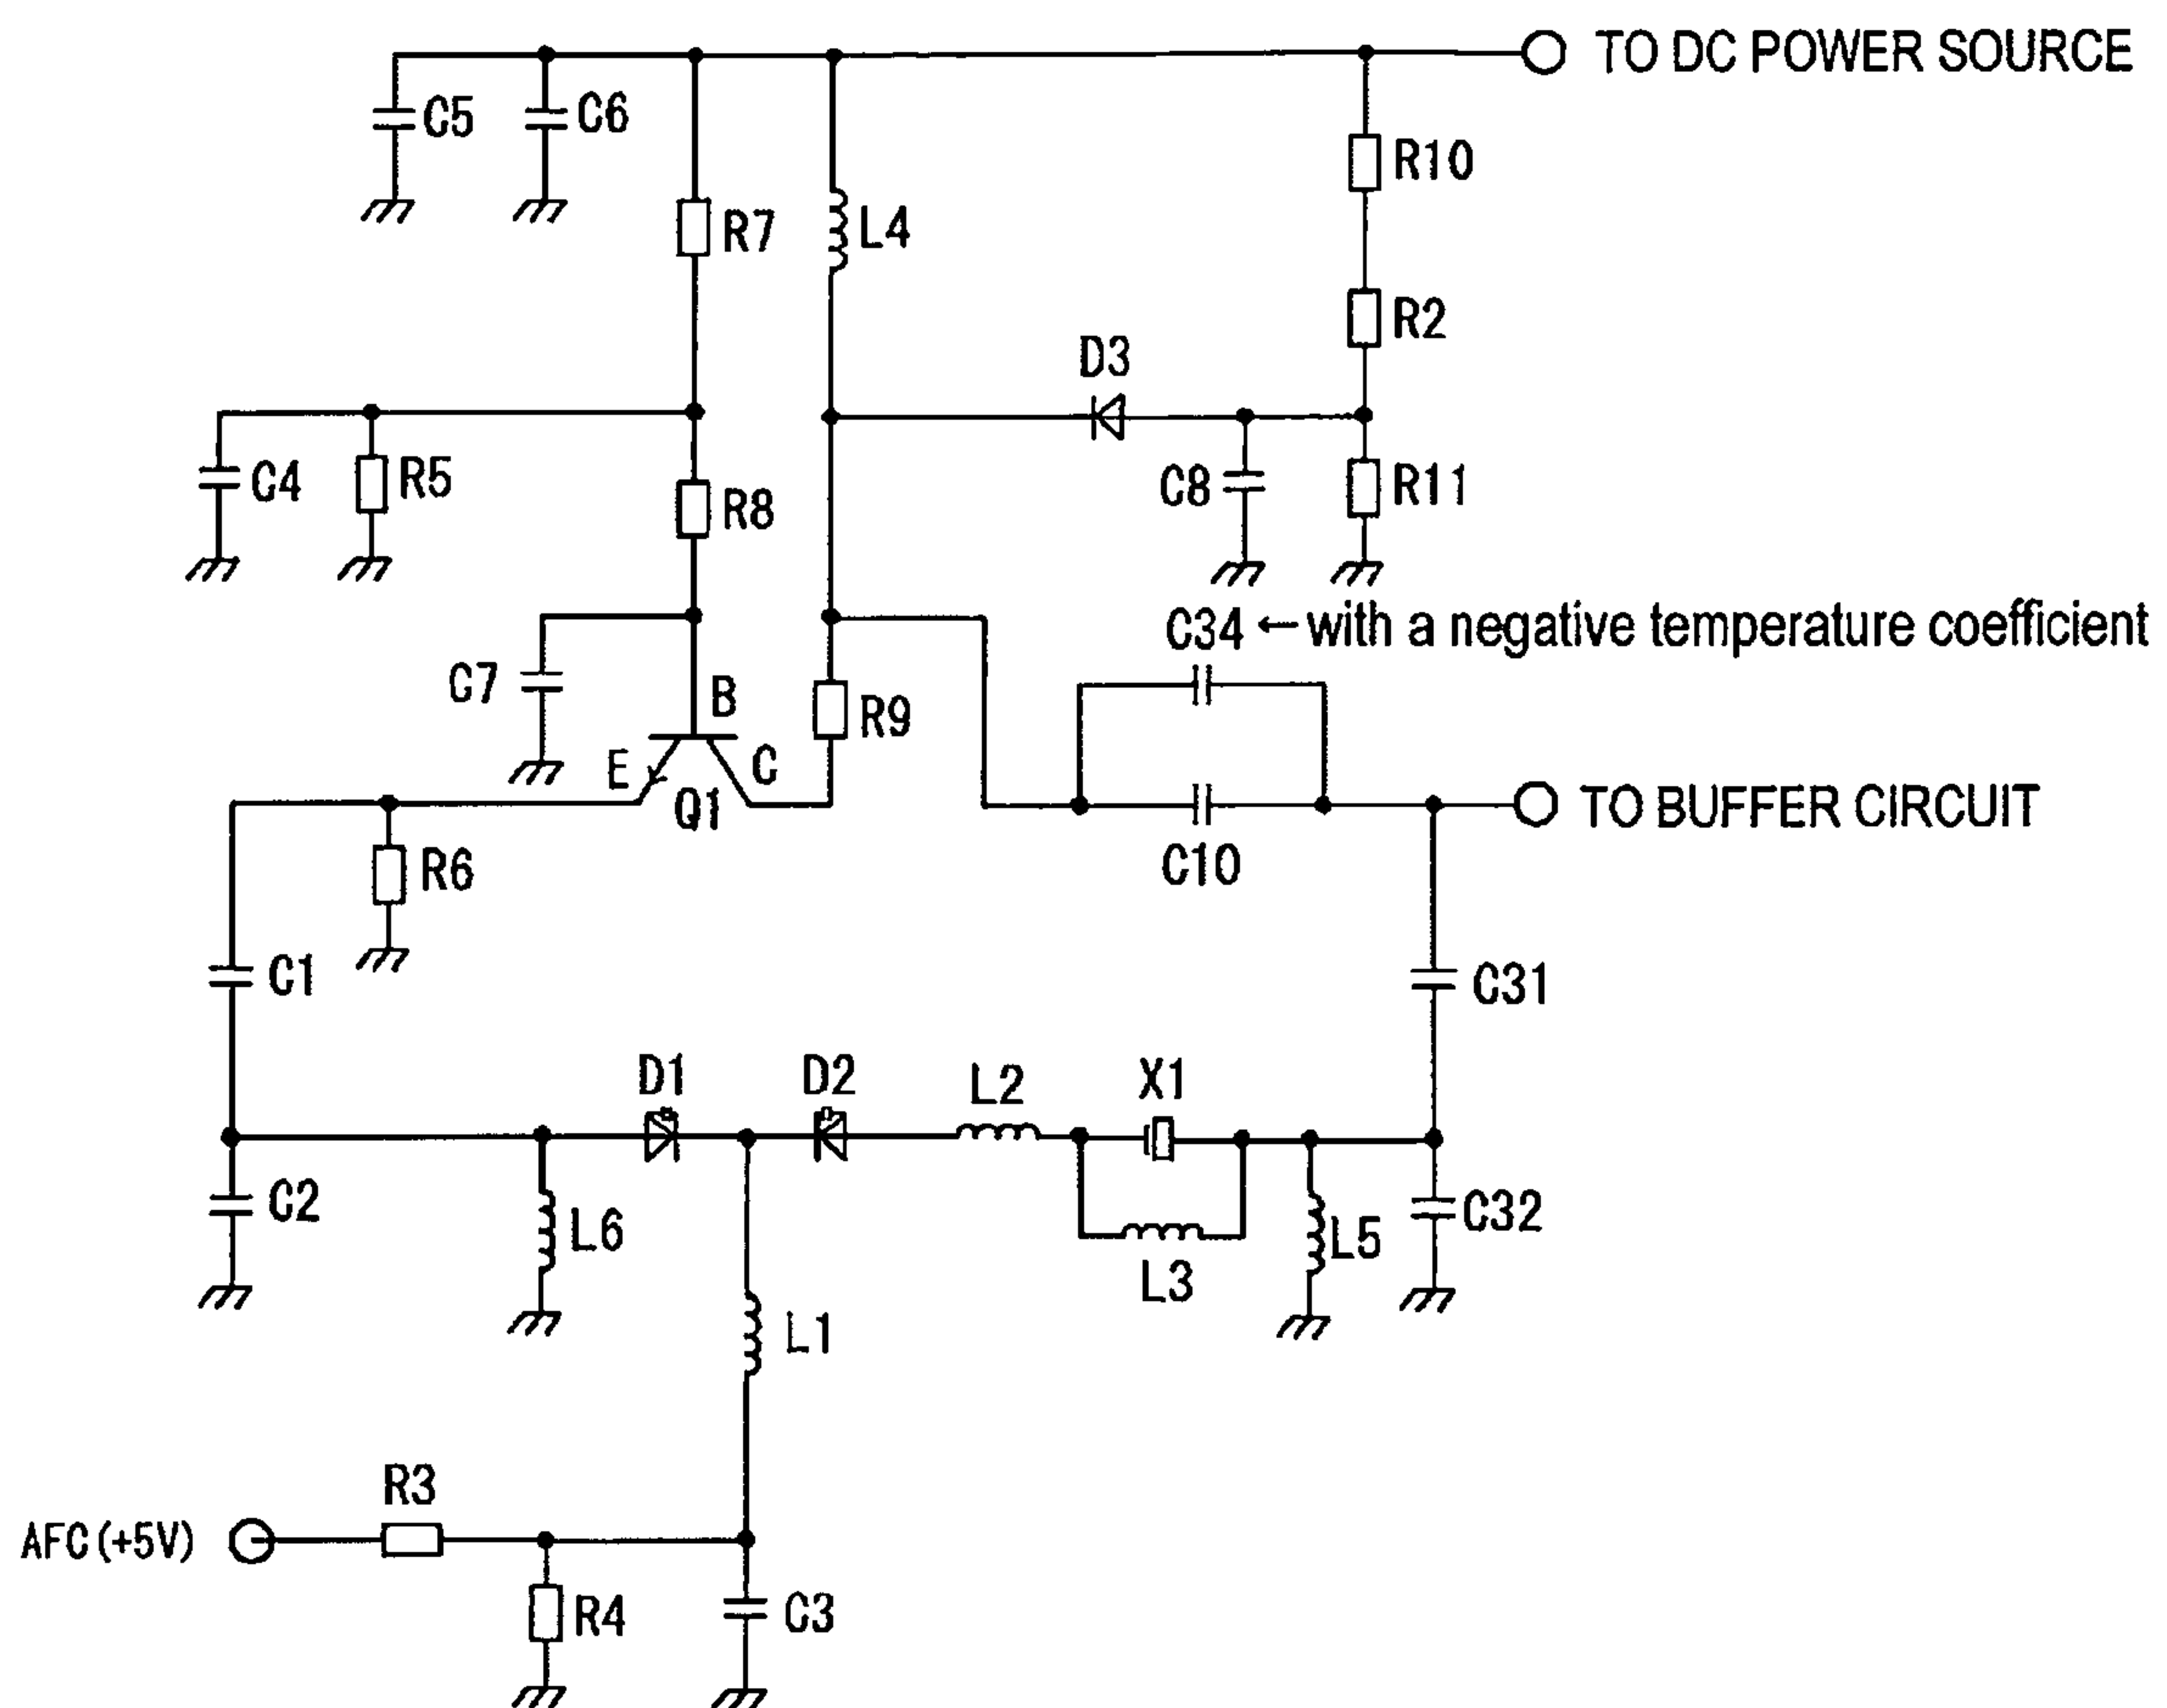 TO DC POWER SOURCE
C5
C6
R10
R7
L4
R2
D3
C4
R5
R8
C8
R11
C34 ← with a negative temperature coefficient
C7
B
R9
E
C
Q1
TO BUFFER CIRCUIT
C10
R6
C1
C31
D1
D2
L2
X1
C2
L6
L5
C32
L3
L1
R3
AFC(+5V)
R4
C3